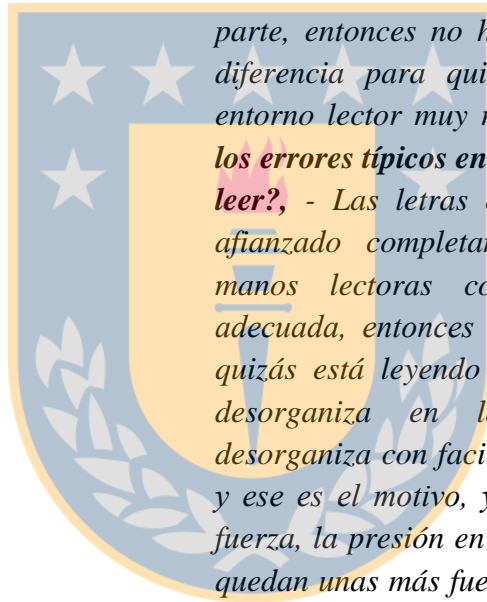 parte, entonces no h
diferencia para qui
entorno lector muy
los errores típicos en
leer?, - Las letras
afianzado completa
manos lectoras co
adecuada, entonces
quizás está leyendo
desorganiza en l
desorganiza con faci
y ese es el motivo, y
fuerza, la presión en
quedan unas más fue